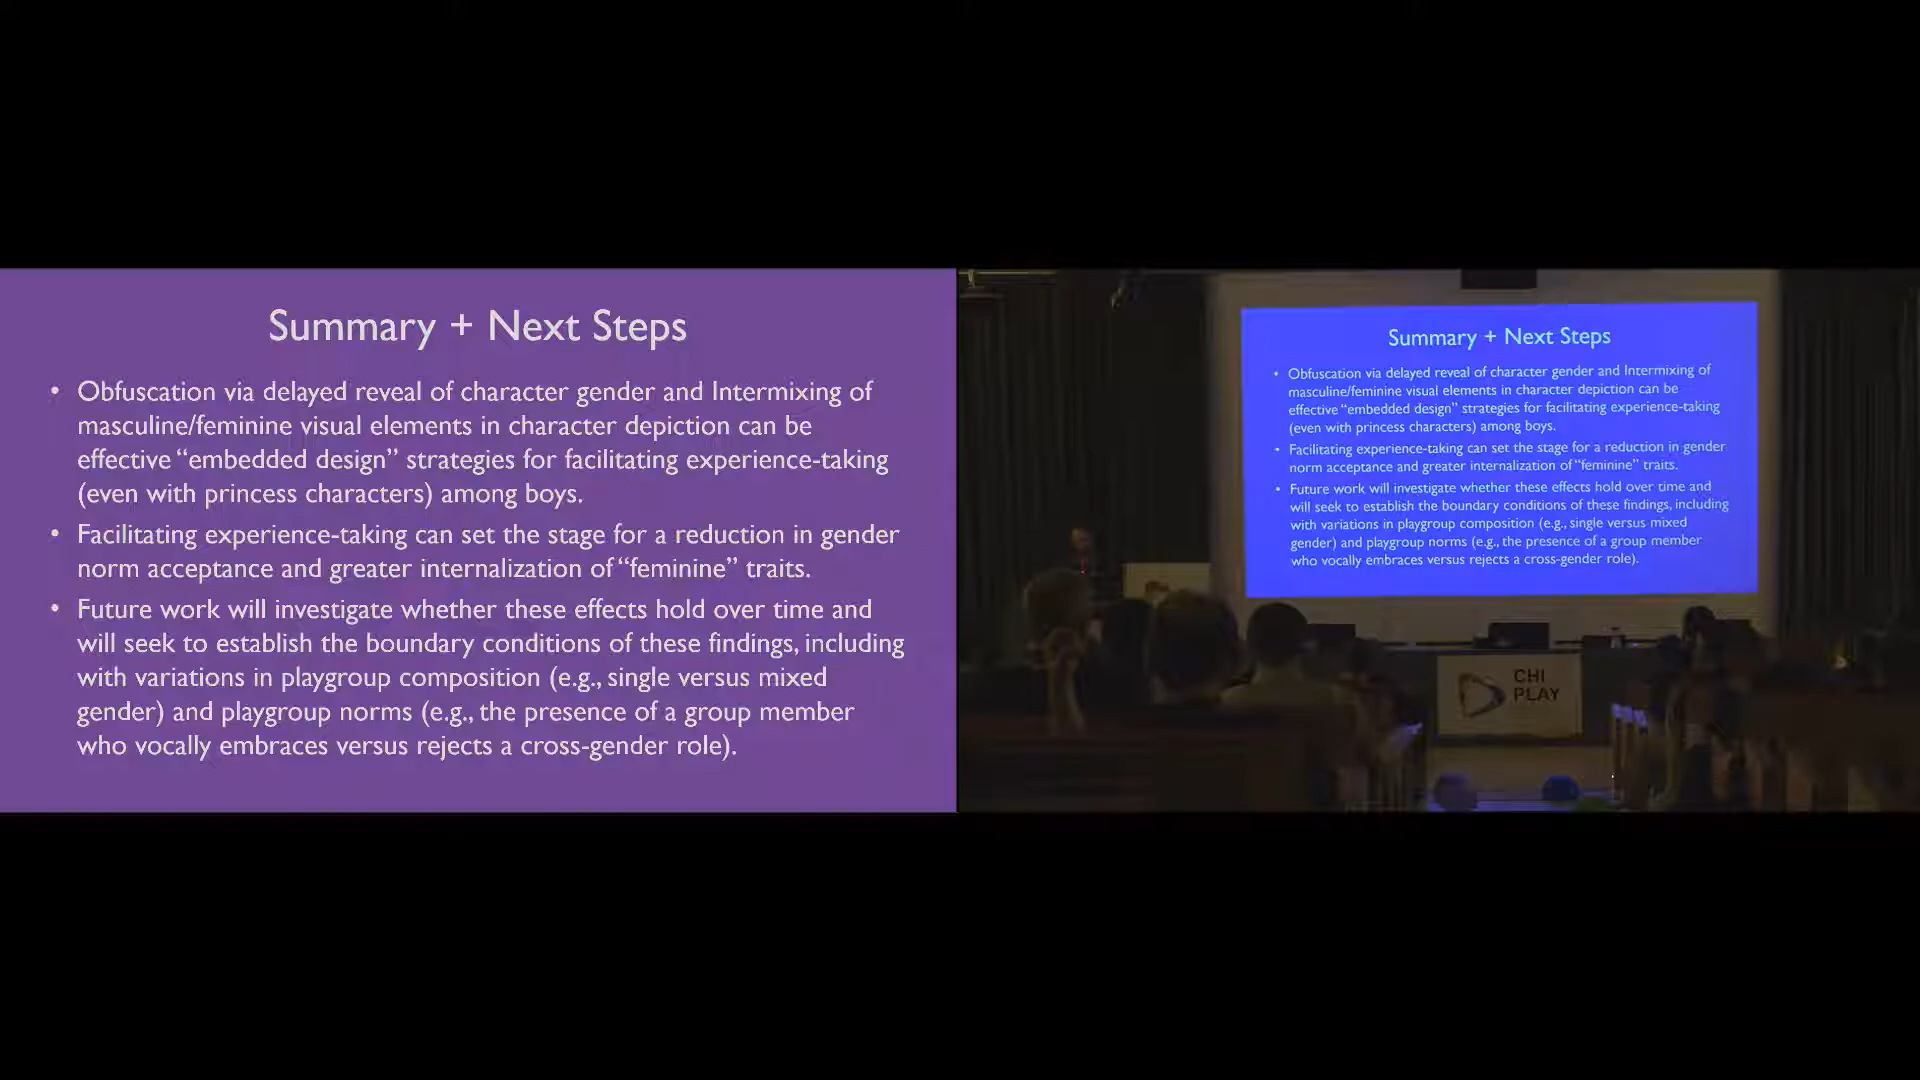 Summary + Next Steps
• Obfuscation via delayed reveal of character gender and Intermixing of
masculine/feminine visual elements in character depiction can be
effective “embedded design” strategies for facilitating experience-taking
(even with princess characters) among boys.
• Facilitating experience-taking can set the stage for a reduction in gender
norm acceptance and greater internalization of “feminine” traits.
• Future work will investigate whether these effects hold over time and
will seek to establish the boundary conditions of these findings, including
with variations in playgroup composition (e.g., single versus mixed
gender) and playgroup norms (e.g., the presence of a group member
who vocally embraces versus rejects a cross-gender role).
Summary + Next Steps
• Obfuscation via delayed reveal of character gender and Intermixing of
masculine/feminine visual elements in character depiction can be
effective “embedded design” strategies for facilitating experience-taking
(even with princess characters) among boys.
• Facilitating experience-taking can set the stage for a reduction in gender
norm acceptance and greater internalization of “feminine” traits.
• Future work will investigate whether these effects hold over time and
will seek to establish the boundary conditions of these findings, including
with variations in playgroup composition (e.g., single versus mixed
gender) and playgroup norms (e.g., the presence of a group member
who vocally embraces versus rejects a cross-gender role).
CHI
PLAY